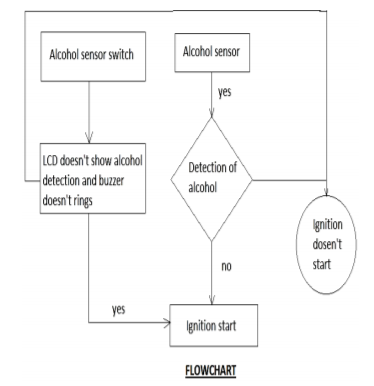 Alcohol sensor switch
Alcohol sensor
yes
LCD doesn't show alcohol
detection and buzzer
doesn't rings
Detection of
alcohol
Ignition
dosen't
start
no
yes
Ignition start
FLOWCHART